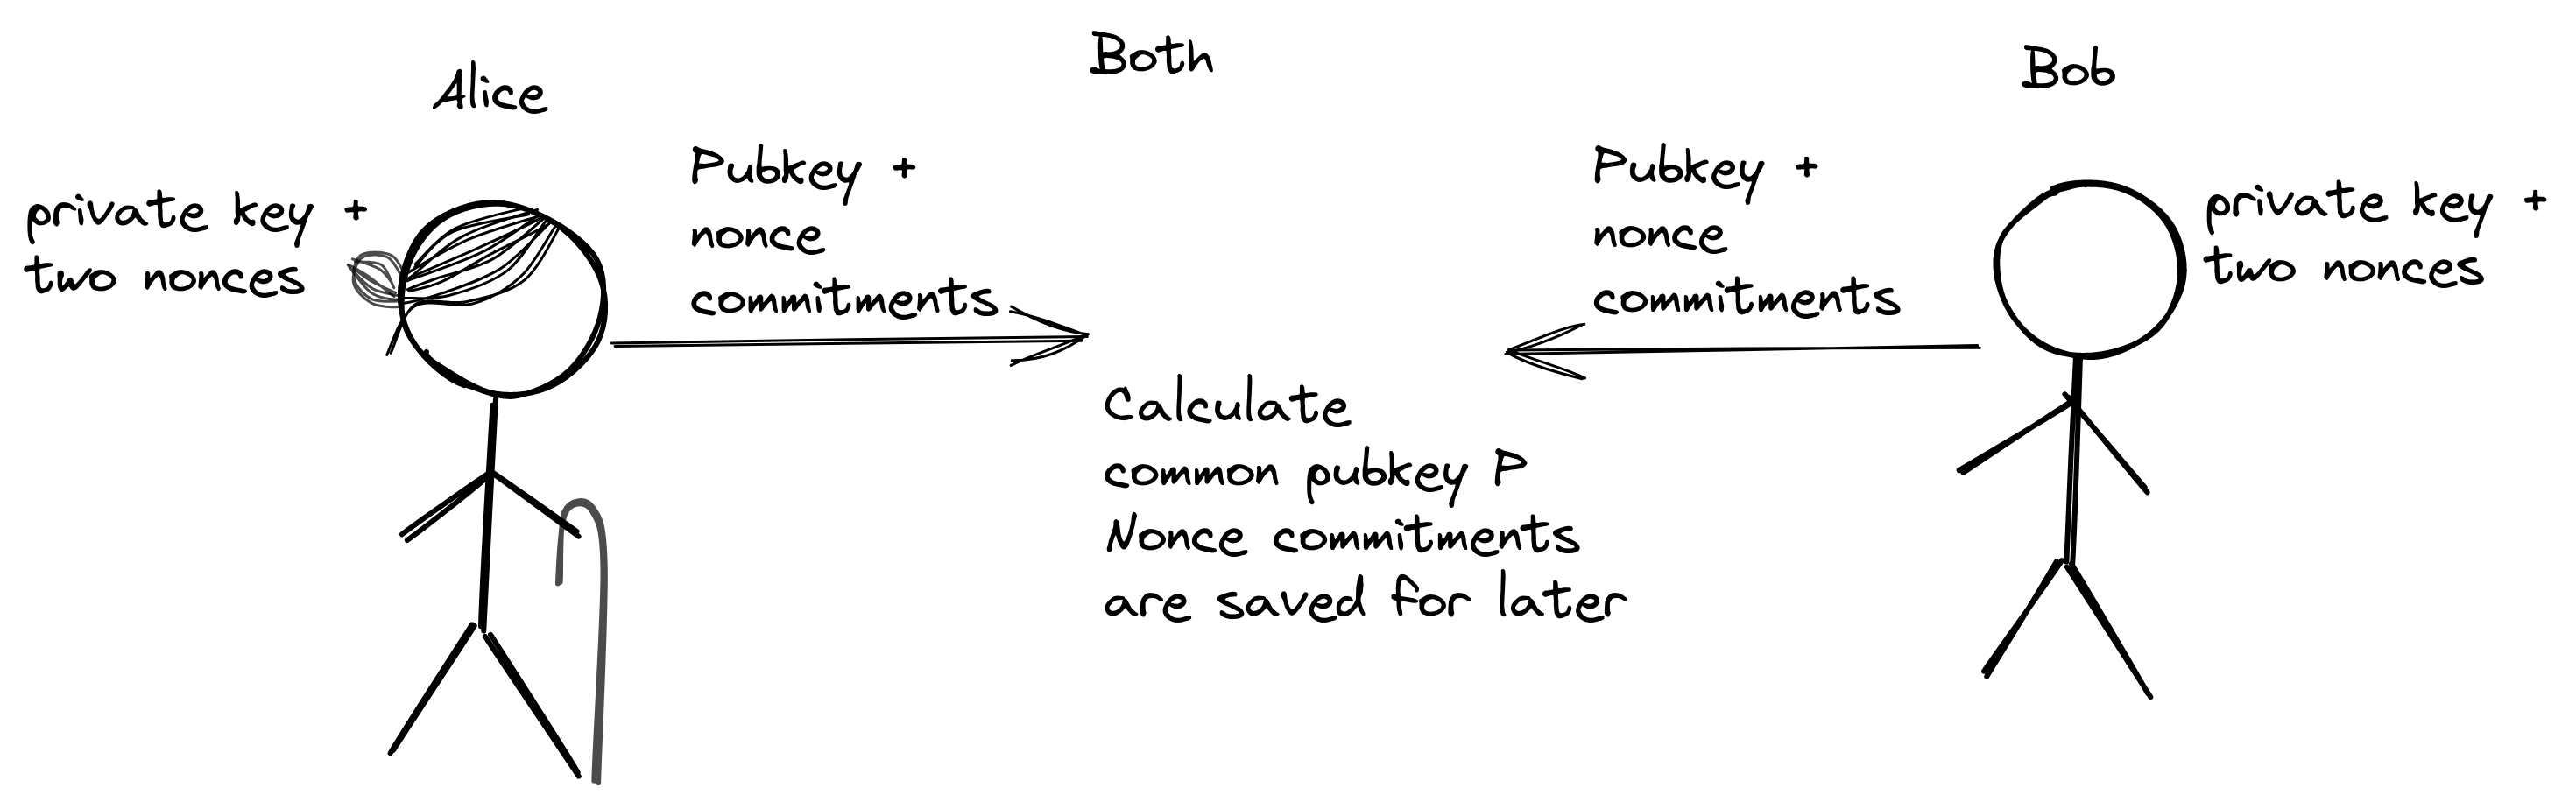 Both
Bob
Alice
private key +
two nonces
Pubkey +
nonce
commitments
Calculate
common pubkey P
Nonce commitments
are saved for later
Pubkey +
nonce
commitments
private key +
two nonces